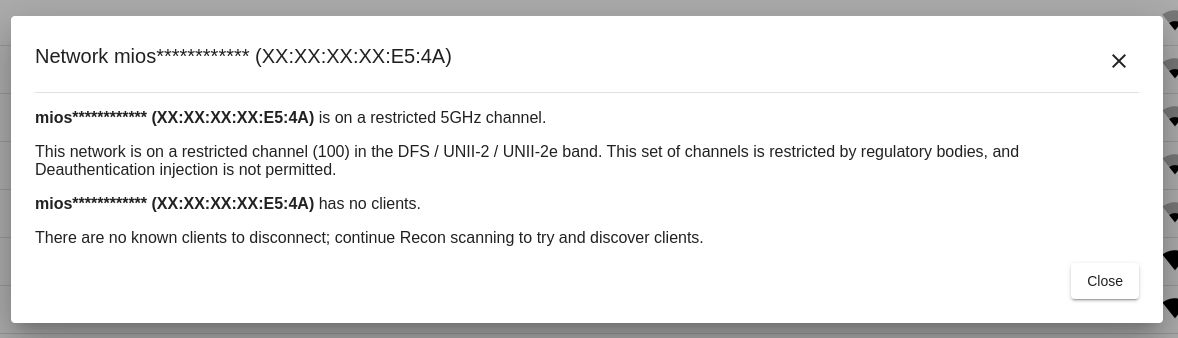 Network mios************ (XX:XX:XX:XX:E5:4A)
mios************ (XX:XX:XX:XX:E5:4A) is on a restricted 5GHz channel.
This network is on a restricted channel (100) in the DFS / UNII-2 / UNII-2e band. This set of channels is restricted by regulatory bodies, and
Deauthentication injection is not permitted.
mios************ (XX:XX:XX:XX:E5:4A) has no clients.
There are no known clients to disconnect; continue Recon scanning to try and discover clients.
Close